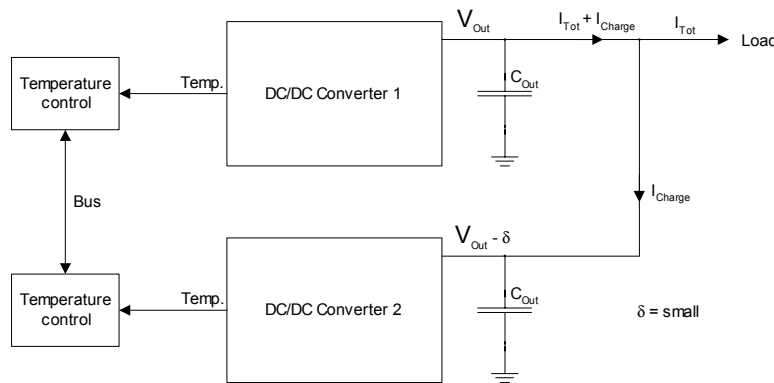 V_Out
I_Tot + I_Charge
I_Tot
Load
Temperature control
Temp.
DC/DC Converter 1
C_Out
Bus
I_Charge
V_Out - δ
Temperature control
Temp.
DC/DC Converter 2
C_Out
δ = small